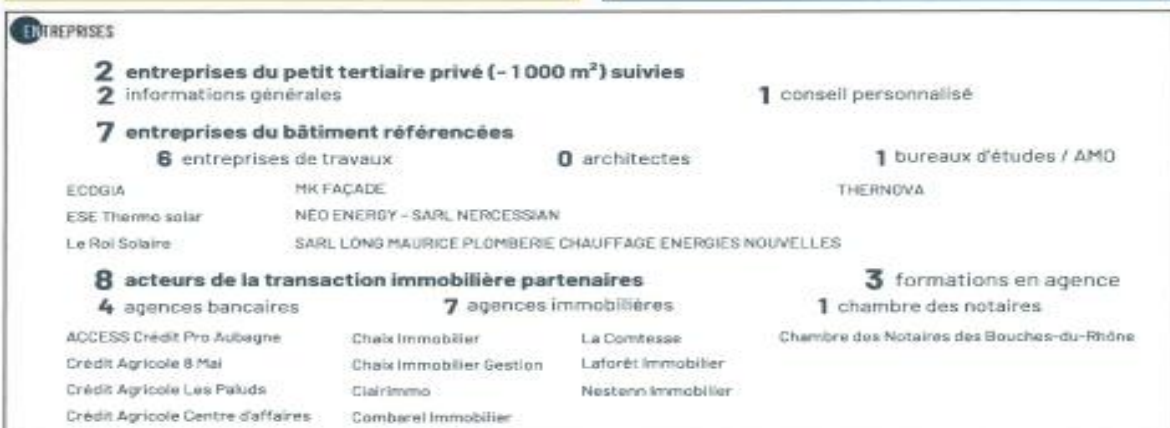 ENTREPRISES
2 entreprises du petit tertiaire privé (- 1 000 m²) suivies
2 informations générales
1 conseil personnalisé
7 entreprises du bâtiment référencées
6 entreprises de travaux
0 architectes
1 bureaux d'études / AMO
ECOGIA
MK FAÇADE
THERNOVA
ESE Thermo solar
NÉO ENERGY - SARL NERCESSIAN
Le Roi Solaire
SARL LONG MAURICE PLOMBERIE CHAUFFAGE ENERGIES NOUVELLES
8 acteurs de la transaction immobilière partenaires
3 formations en agence
4 agences bancaires
7 agences immobilières
1 chambre des notaires
ACCESS Crédit Pro Aubagne
Chaix Immobilier
La Comtesse
Chambre des Notaires des Bouches-du-Rhône
Crédit Agricole 8 Mai
Chaix Immobilier Gestion
Laforêt Immobilier
Crédit Agricole Les Paluds
Clairimmo
Nestenn Immobilier
Crédit Agricole Centre d'affaires
Combarel Immobilier